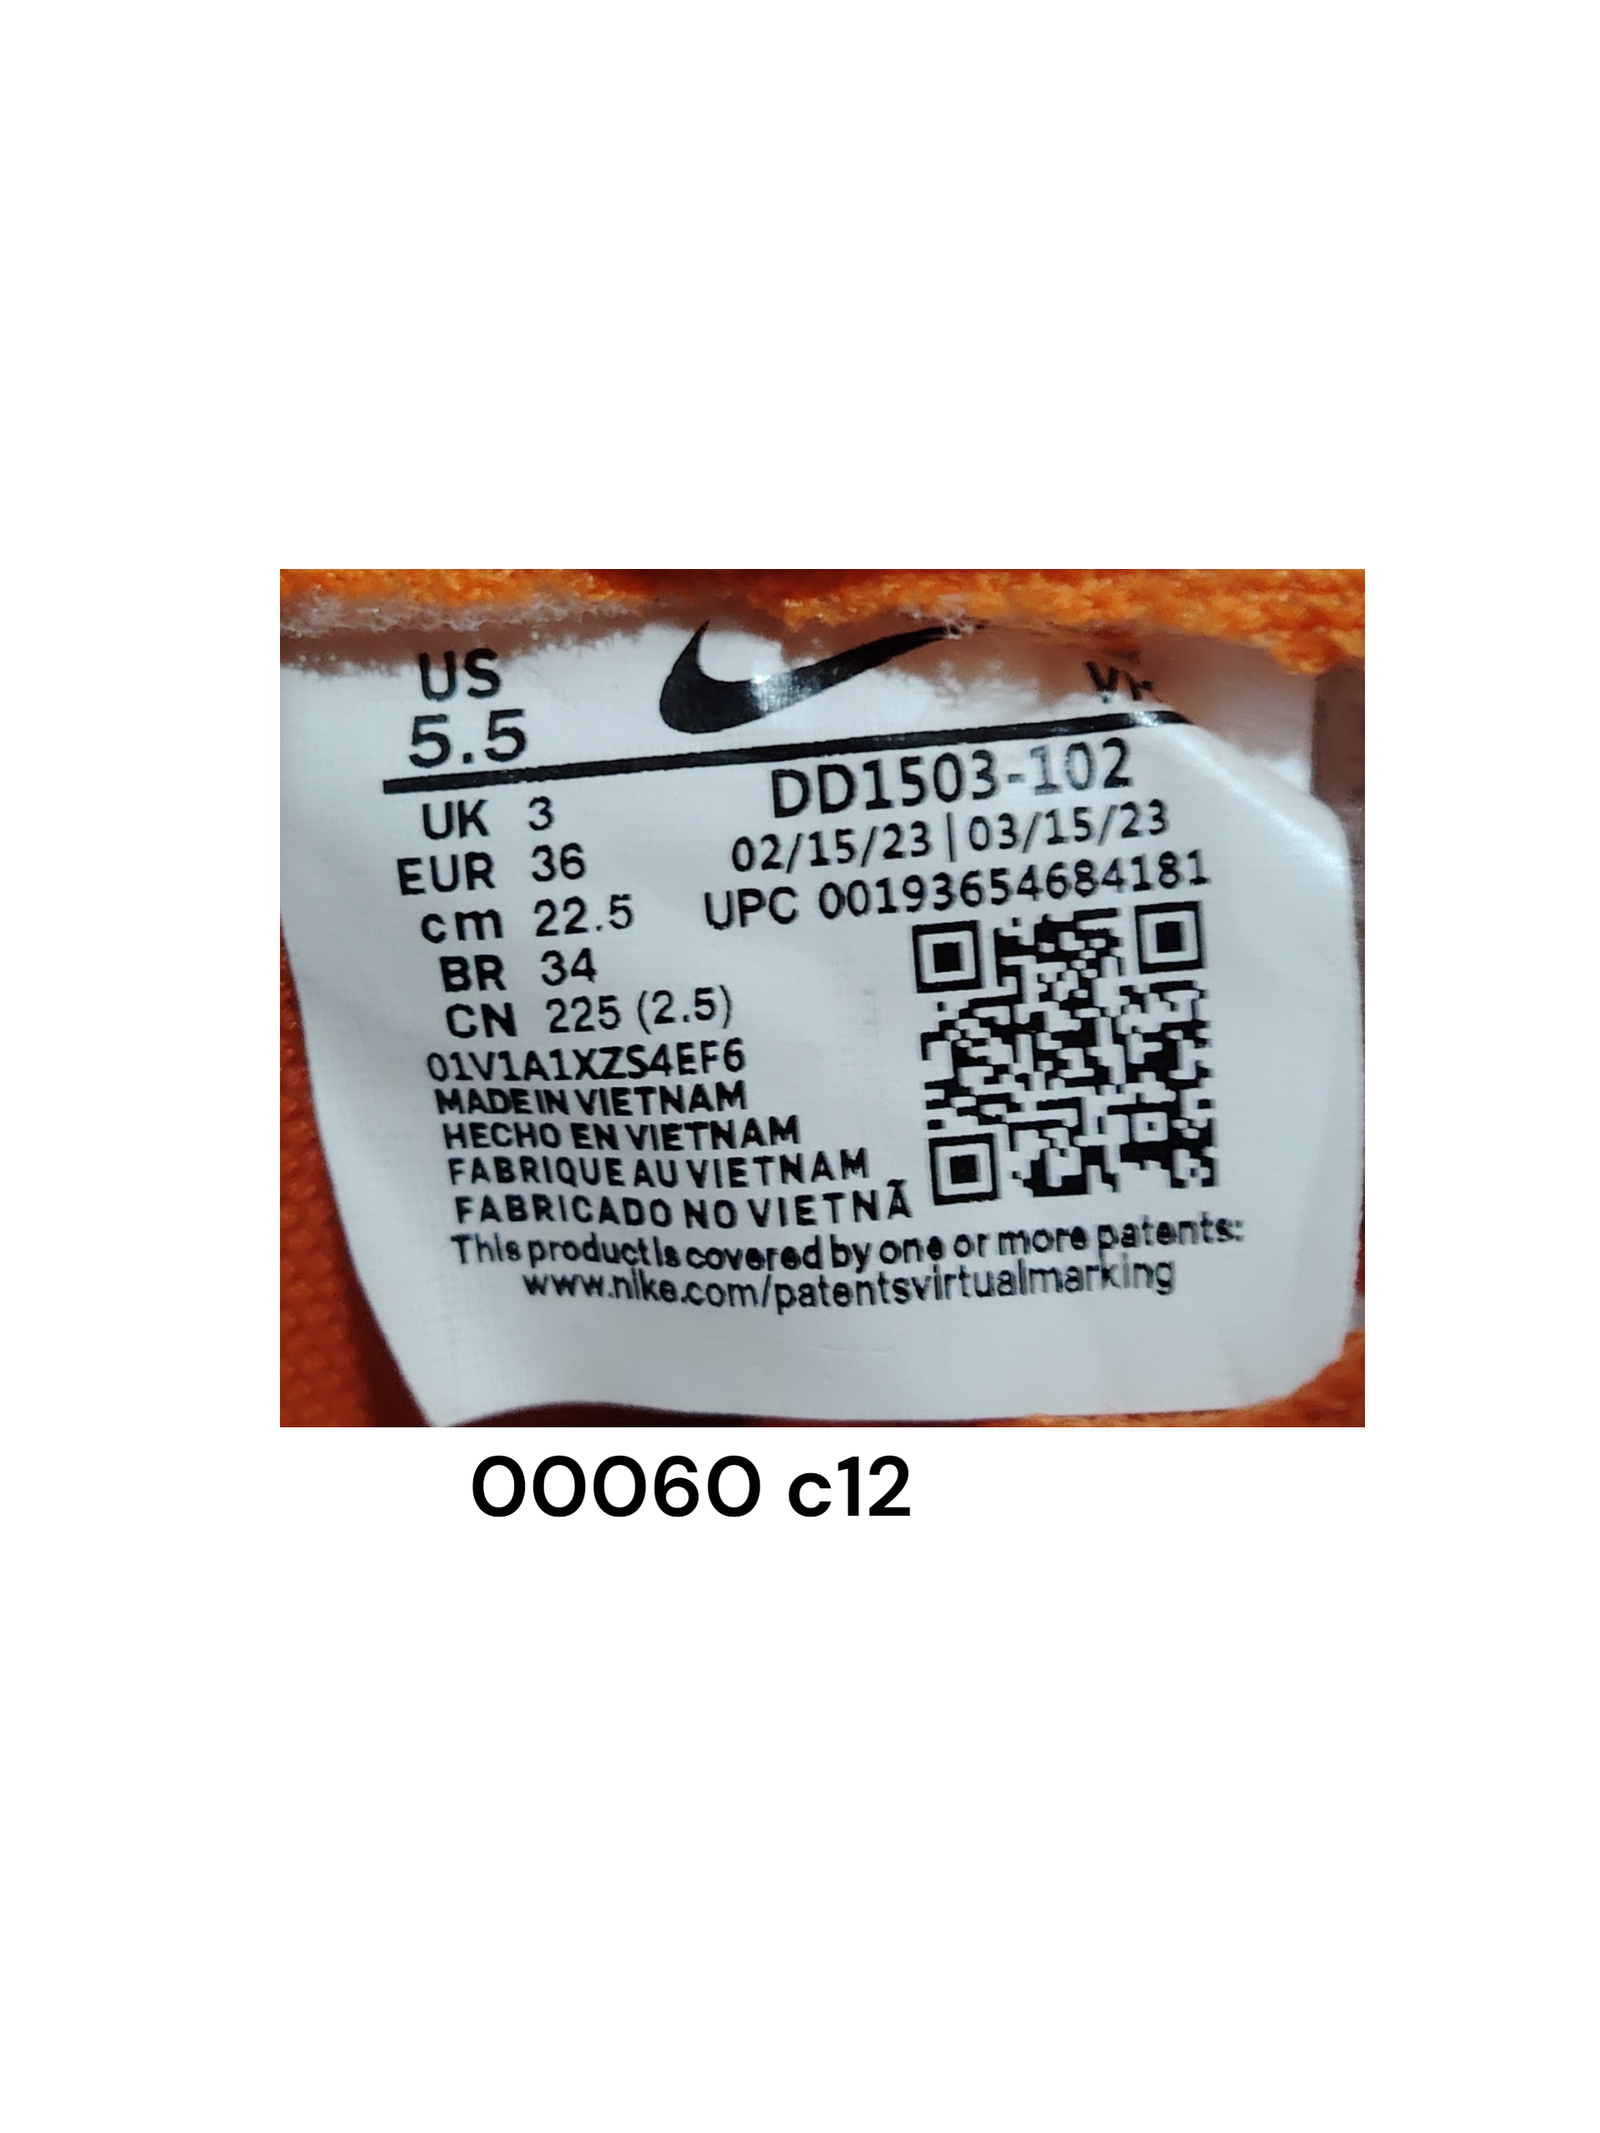 US
5.5
DD1503-102
02/15/23 | 03/15/23
UPC 00193654684181
UK 3
EUR 36
cm 22.5
BR 34
CN 225 (2.5)
01V1A1XZS4EF6
MADE IN VIETNAM
HECHO EN VIETNAM
FABRIQUE AU VIETNAM
FABRICADO NO VIETNÃ
This product is covered by one or more patents:
www.nike.com/patentsvirtualmarking
00060 c12